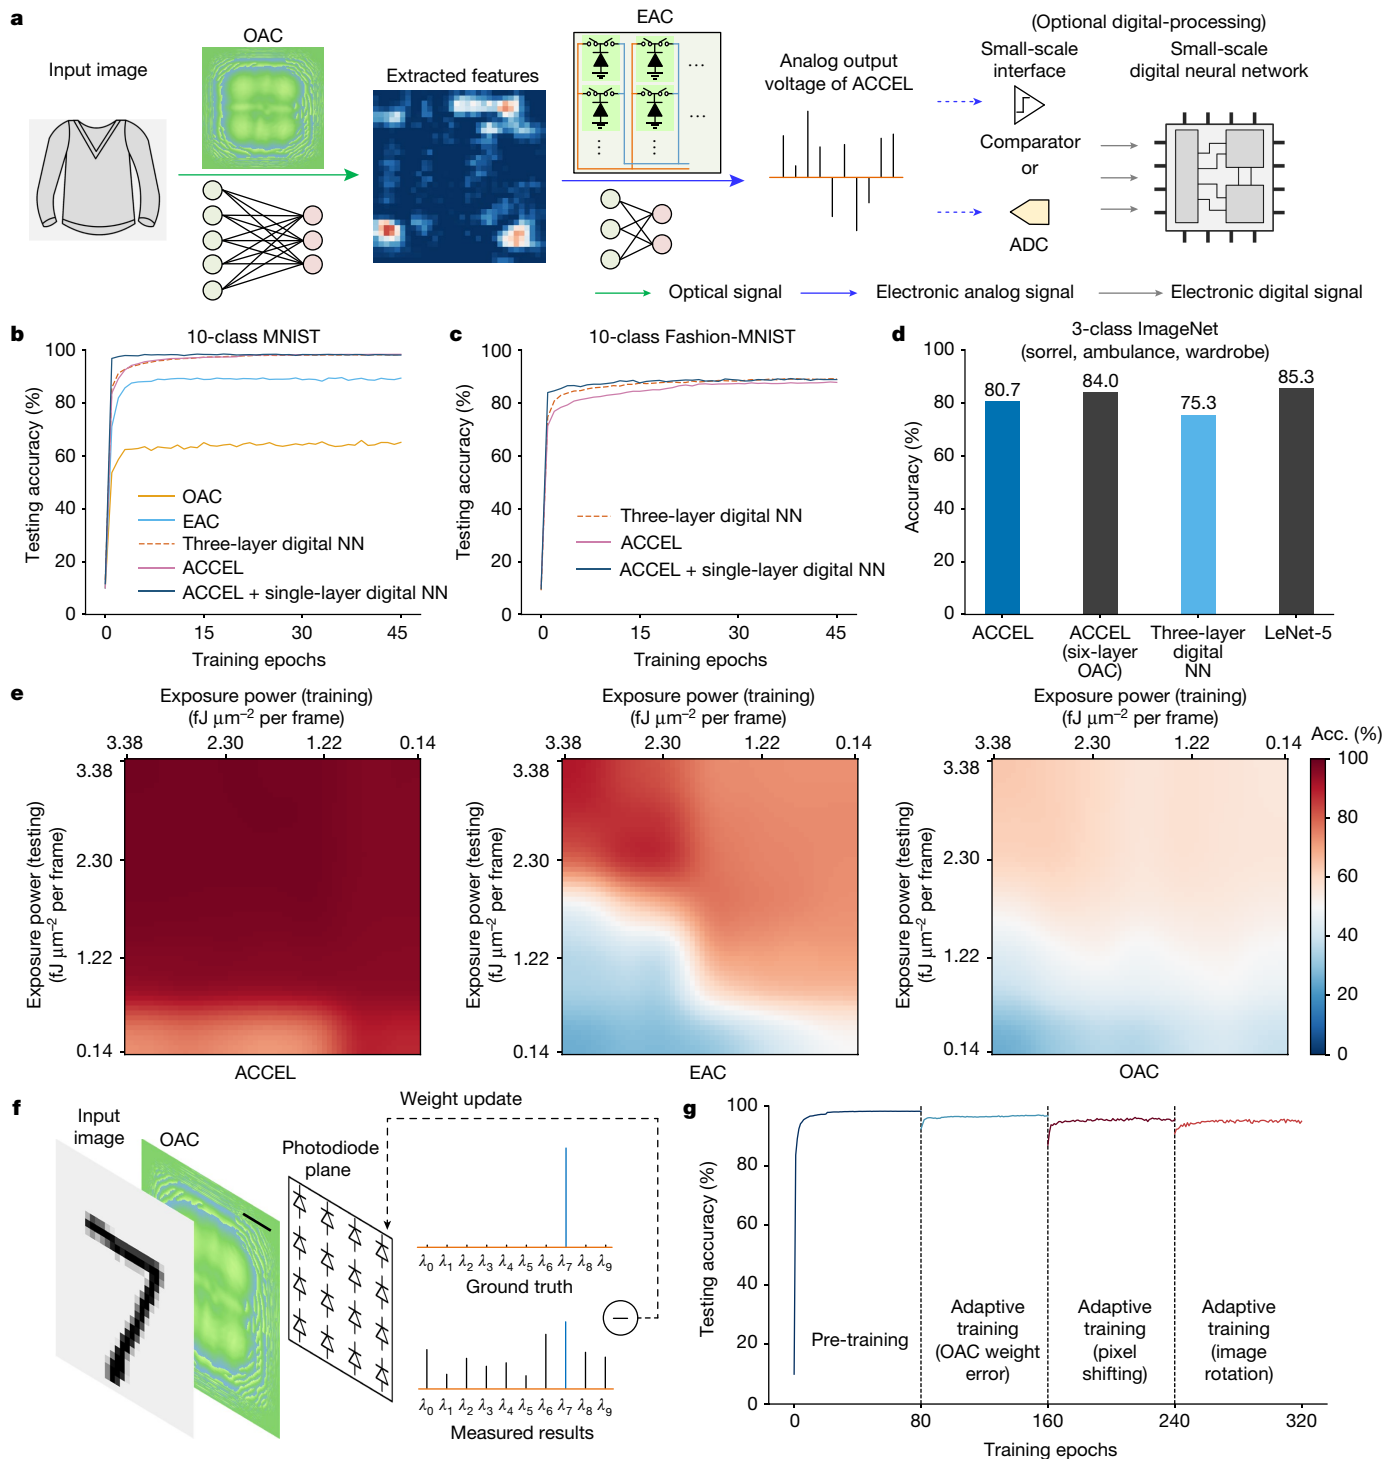 a
Input image
OAC
Extracted features
EAC
Analog output
voltage of ACCEL
(Optional digital-processing)
Small-scale
interface
Small-scale
digital neural network
Comparator
or
ADC
Optical signal
Electronic analog signal
Electronic digital signal
b
10-class MNIST
Testing accuracy (%)
100
80
60
40
20
0
OAC
EAC
Three-layer digital NN
ACCEL
ACCEL + single-layer digital NN
0 15 30 45
Training epochs
c
10-class Fashion-MNIST
Testing accuracy (%)
100
80
60
40
20
0
Three-layer digital NN
ACCEL
ACCEL + single-layer digital NN
0 15 30 45
Training epochs
d
3-class ImageNet
(sorrel, ambulance, wardrobe)
Accuracy (%)
100
80
60
40
20
0
80.7
84.0
75.3
85.3
ACCEL
ACCEL
(six-layer
OAC)
Three-layer
digital
NN
LeNet-5
e
Exposure power (training)
(fJ μm⁻² per frame)
3.38 2.30 1.22 0.14
Exposure power (testing)
(fJ μm⁻² per frame)
3.38
2.30
1.22
0.14
ACCEL
Exposure power (training)
(fJ μm⁻² per frame)
3.38 2.30 1.22 0.14
Exposure power (testing)
(fJ μm⁻² per frame)
3.38
2.30
1.22
0.14
EAC
Exposure power (training)
(fJ μm⁻² per frame)
3.38 2.30 1.22 0.14
Exposure power (testing)
(fJ μm⁻² per frame)
3.38
2.30
1.22
0.14
OAC
Acc. (%)
100
80
60
40
20
0
f
Input
image
OAC
Photodiode
plane
Weight update
λ₀ λ₁ λ₂ λ₃ λ₄ λ₅ λ₆ λ₇ λ₈ λ₉
Ground truth
−
λ₀ λ₁ λ₂ λ₃ λ₄ λ₅ λ₆ λ₇ λ₈ λ₉
Measured results
g
Testing accuracy (%)
100
80
60
40
20
0
Pre-training
Adaptive
training
(OAC weight
error)
Adaptive
training
(pixel
shifting)
Adaptive
training
(image
rotation)
0 80 160 240 320
Training epochs